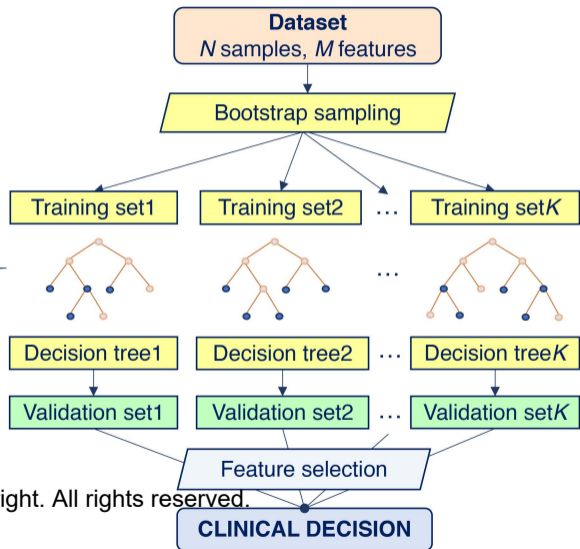 Dataset
N samples, M features
Bootstrap sampling
Training set1 Training set2 ... Training setK
...
Decision tree1 Decision tree2 ... Decision treeK
Validation set1 Validation set2 ... Validation setK
Feature selection
ight. All rights reserved.
CLINICAL DECISION